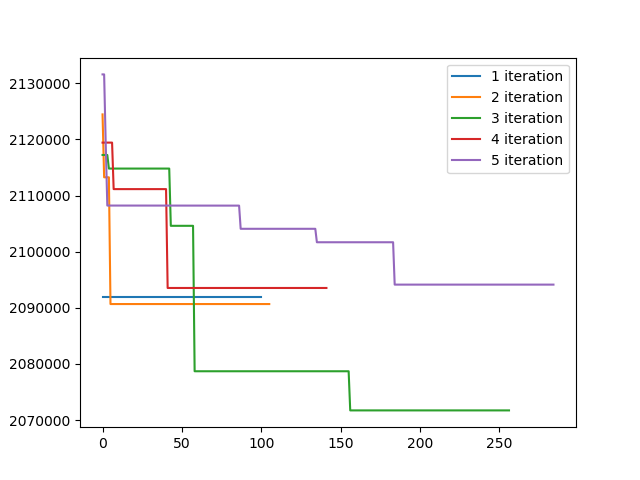 2130000
2120000
2110000
2100000
2090000
2080000
2070000
0
50
100
150
200
250
1 iteration
2 iteration
3 iteration
4 iteration
5 iteration